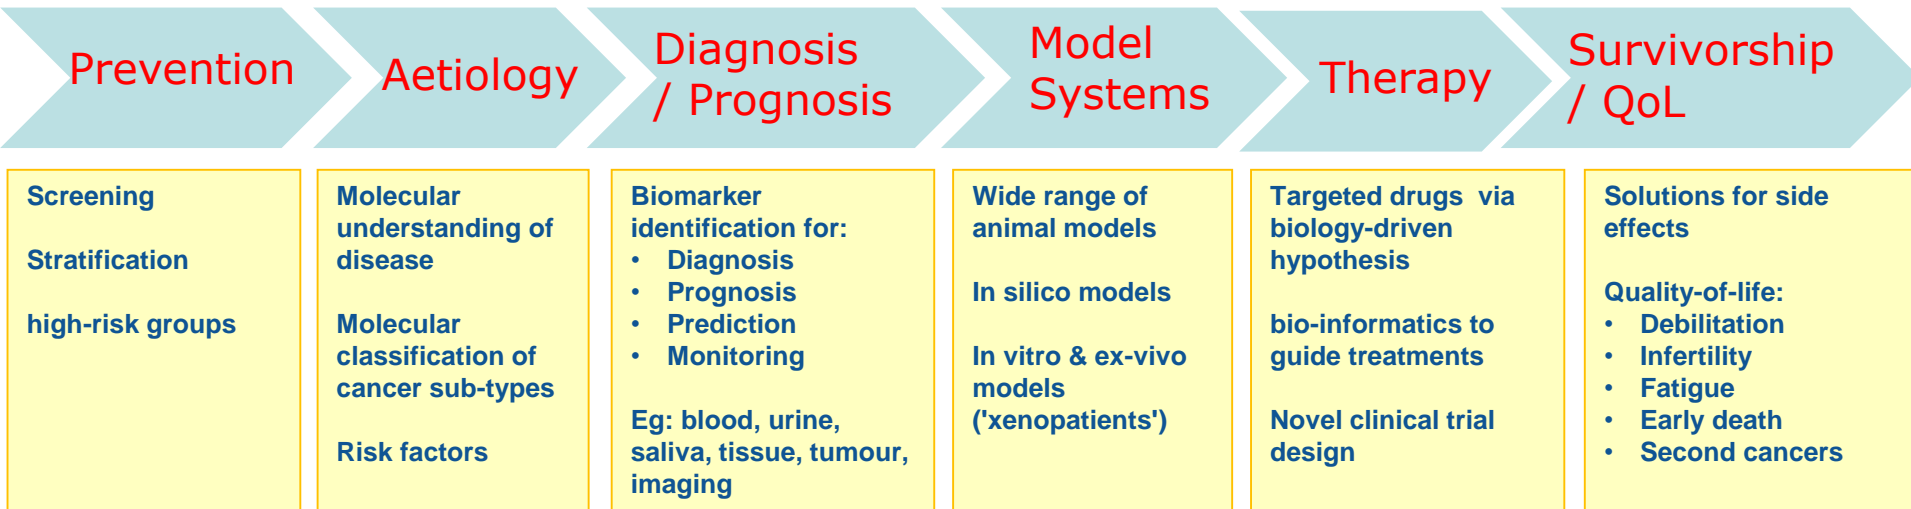 Prevention
Aetiology
Diagnosis
/ Prognosis
Model
Systems
Therapy
Survivorship
/ QoL
Screening
Stratification
high-risk groups
Molecular
understanding of
disease
Molecular
classification of
cancer sub-types
Risk factors
Biomarker
identification for:
• Diagnosis
• Prognosis
• Prediction
• Monitoring
Eg: blood, urine,
saliva, tissue, tumour,
imaging
Wide range of
animal models
In silico models
In vitro & ex-vivo
models
('xenopatients')
Targeted drugs via
biology-driven
hypothesis
bio-informatics to
guide treatments
Novel clinical trial
design
Solutions for side
effects
Quality-of-life:
• Debilitation
• Infertility
• Fatigue
• Early death
• Second cancers